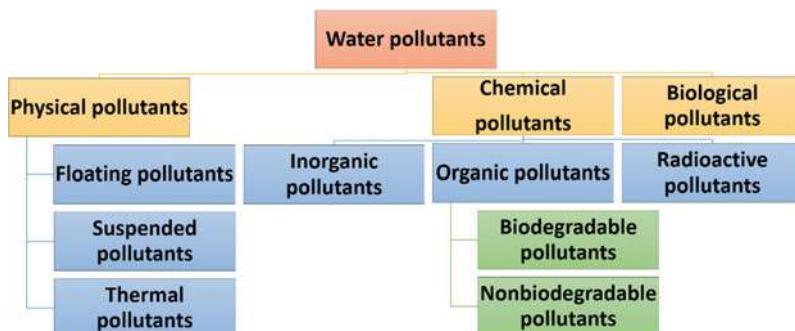 Water pollutants
Physical pollutants
Chemical
pollutants
Biological
pollutants
Floating pollutants
Inorganic
pollutants
Organic pollutants
Radioactive
pollutants
Suspended
pollutants
Biodegradable
pollutants
Thermal
pollutants
Nonbiodegradable
pollutants